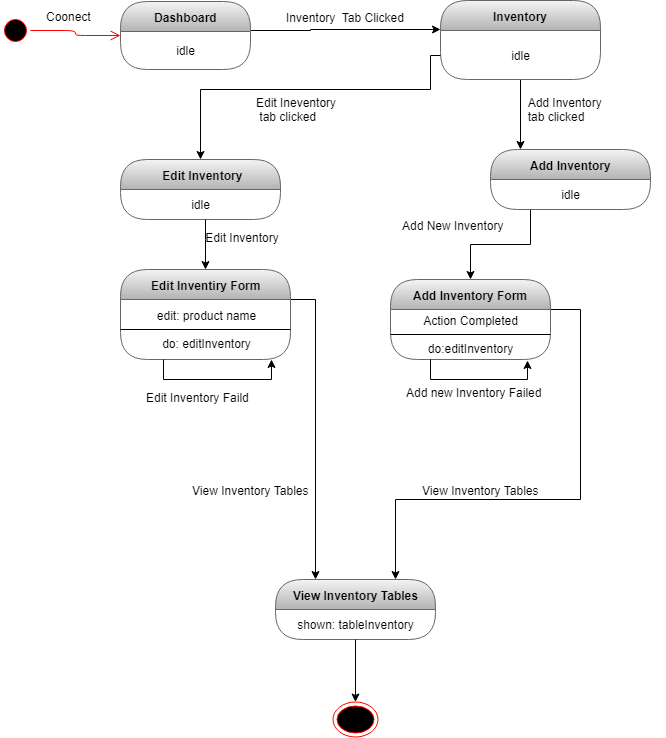 Coonect
Dashboard
idle
Inventory  Tab Clicked
Inventory
idle
Edit Ineventory
tab clicked
Add Inventory
tab clicked
Edit Inventory
idle
Add Inventory
idle
Edit Inventory
Add New Inventory
Edit Inventiry Form
edit: product name
do: editInventory
Add Inventory Form
Action Completed
do:editInventory
Edit Inventory Faild
Add new Inventory Failed
View Inventory Tables
View Inventory Tables
View Inventory Tables
shown: tableInventory